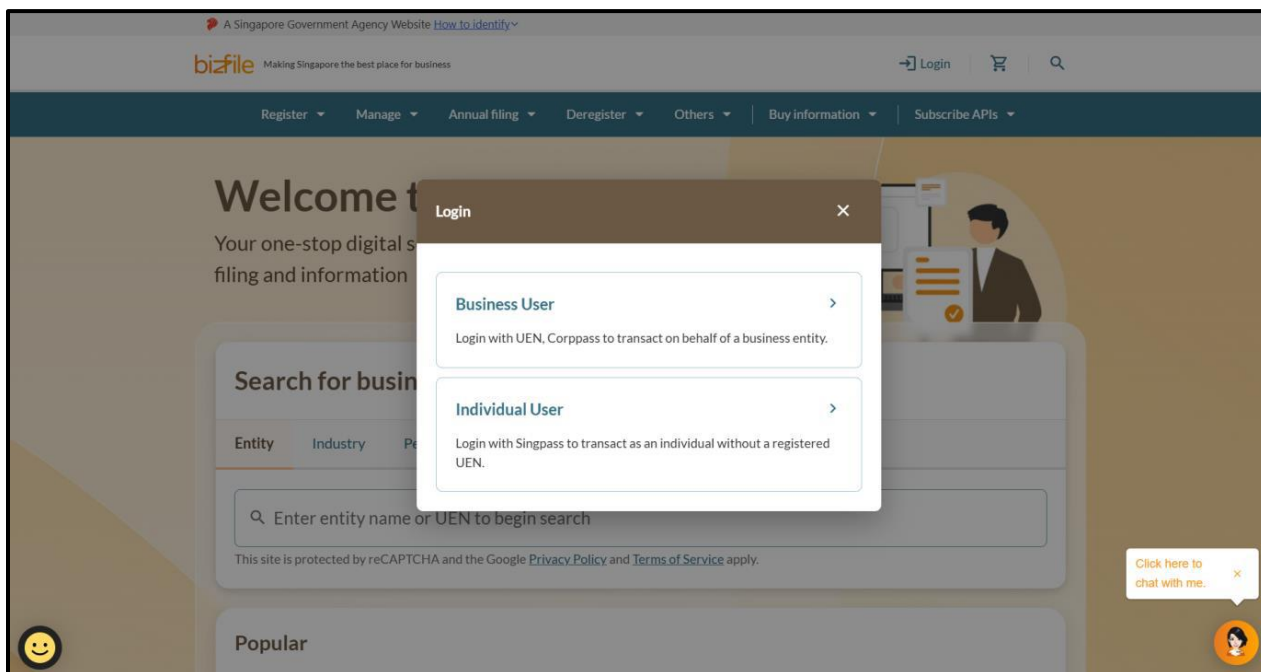 A Singapore Government Agency Website How to identify
bizfile Making Singapore the best place for business
Login
Register Manage Annual filing Deregister Others Buy information Subscribe APIs
Welcome t
Your one-stop digital s
filing and information
Login
Business User
Login with UEN, Corppass to transact on behalf of a business entity.
Individual User
Login with Singpass to transact as an individual without a registered
UEN.
Search for busin
Entity Industry Pe
Enter entity name or UEN to begin search
This site is protected by reCAPTCHA and the Google Privacy Policy and Terms of Service apply.
Click here to
chat with me.
Popular